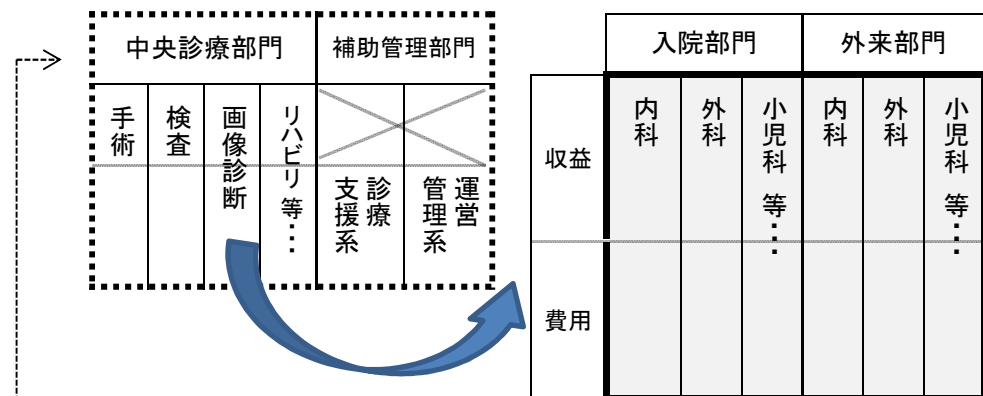 中央診療部門
補助管理部門
手術
検査
画像診断
リハビリ等・・・
診療
支援系
運営
管理系
入院部門
外来部門
収益
費用
内科
外科
小児科 等・・・
内科
外科
小児科 等・・・